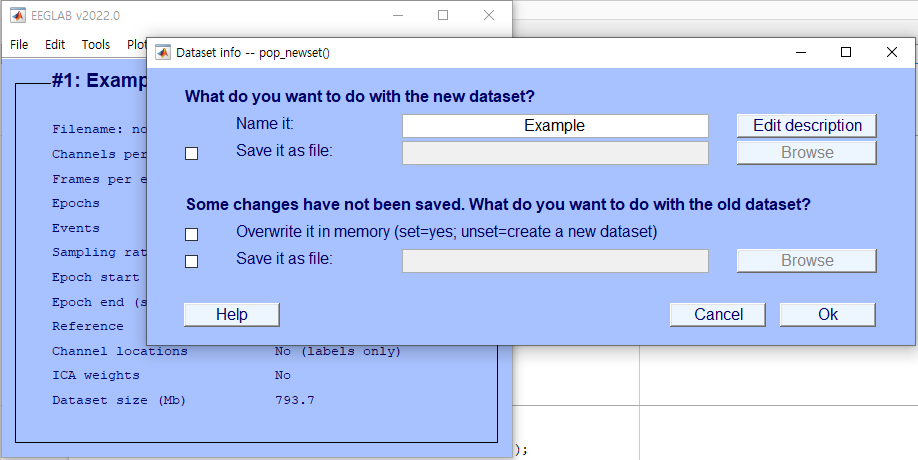 EEGLAB v2022.0
File Edit Tools Plot
Dataset info -- pop_newset()
#1: Examp
What do you want to do with the new dataset?
Name it: Example Edit description
Save it as file: Browse
Some changes have not been saved. What do you want to do with the old dataset?
Overwrite it in memory (set=yes; unset=create a new dataset)
Save it as file: Browse
Help Cancel Ok
Filename: no
Channels per
Frames per e
Epochs
Events
Sampling rat
Epoch start
Epoch end (s
Reference
Channel locations No (labels only)
ICA weights No
Dataset size (Mb) 793.7
);